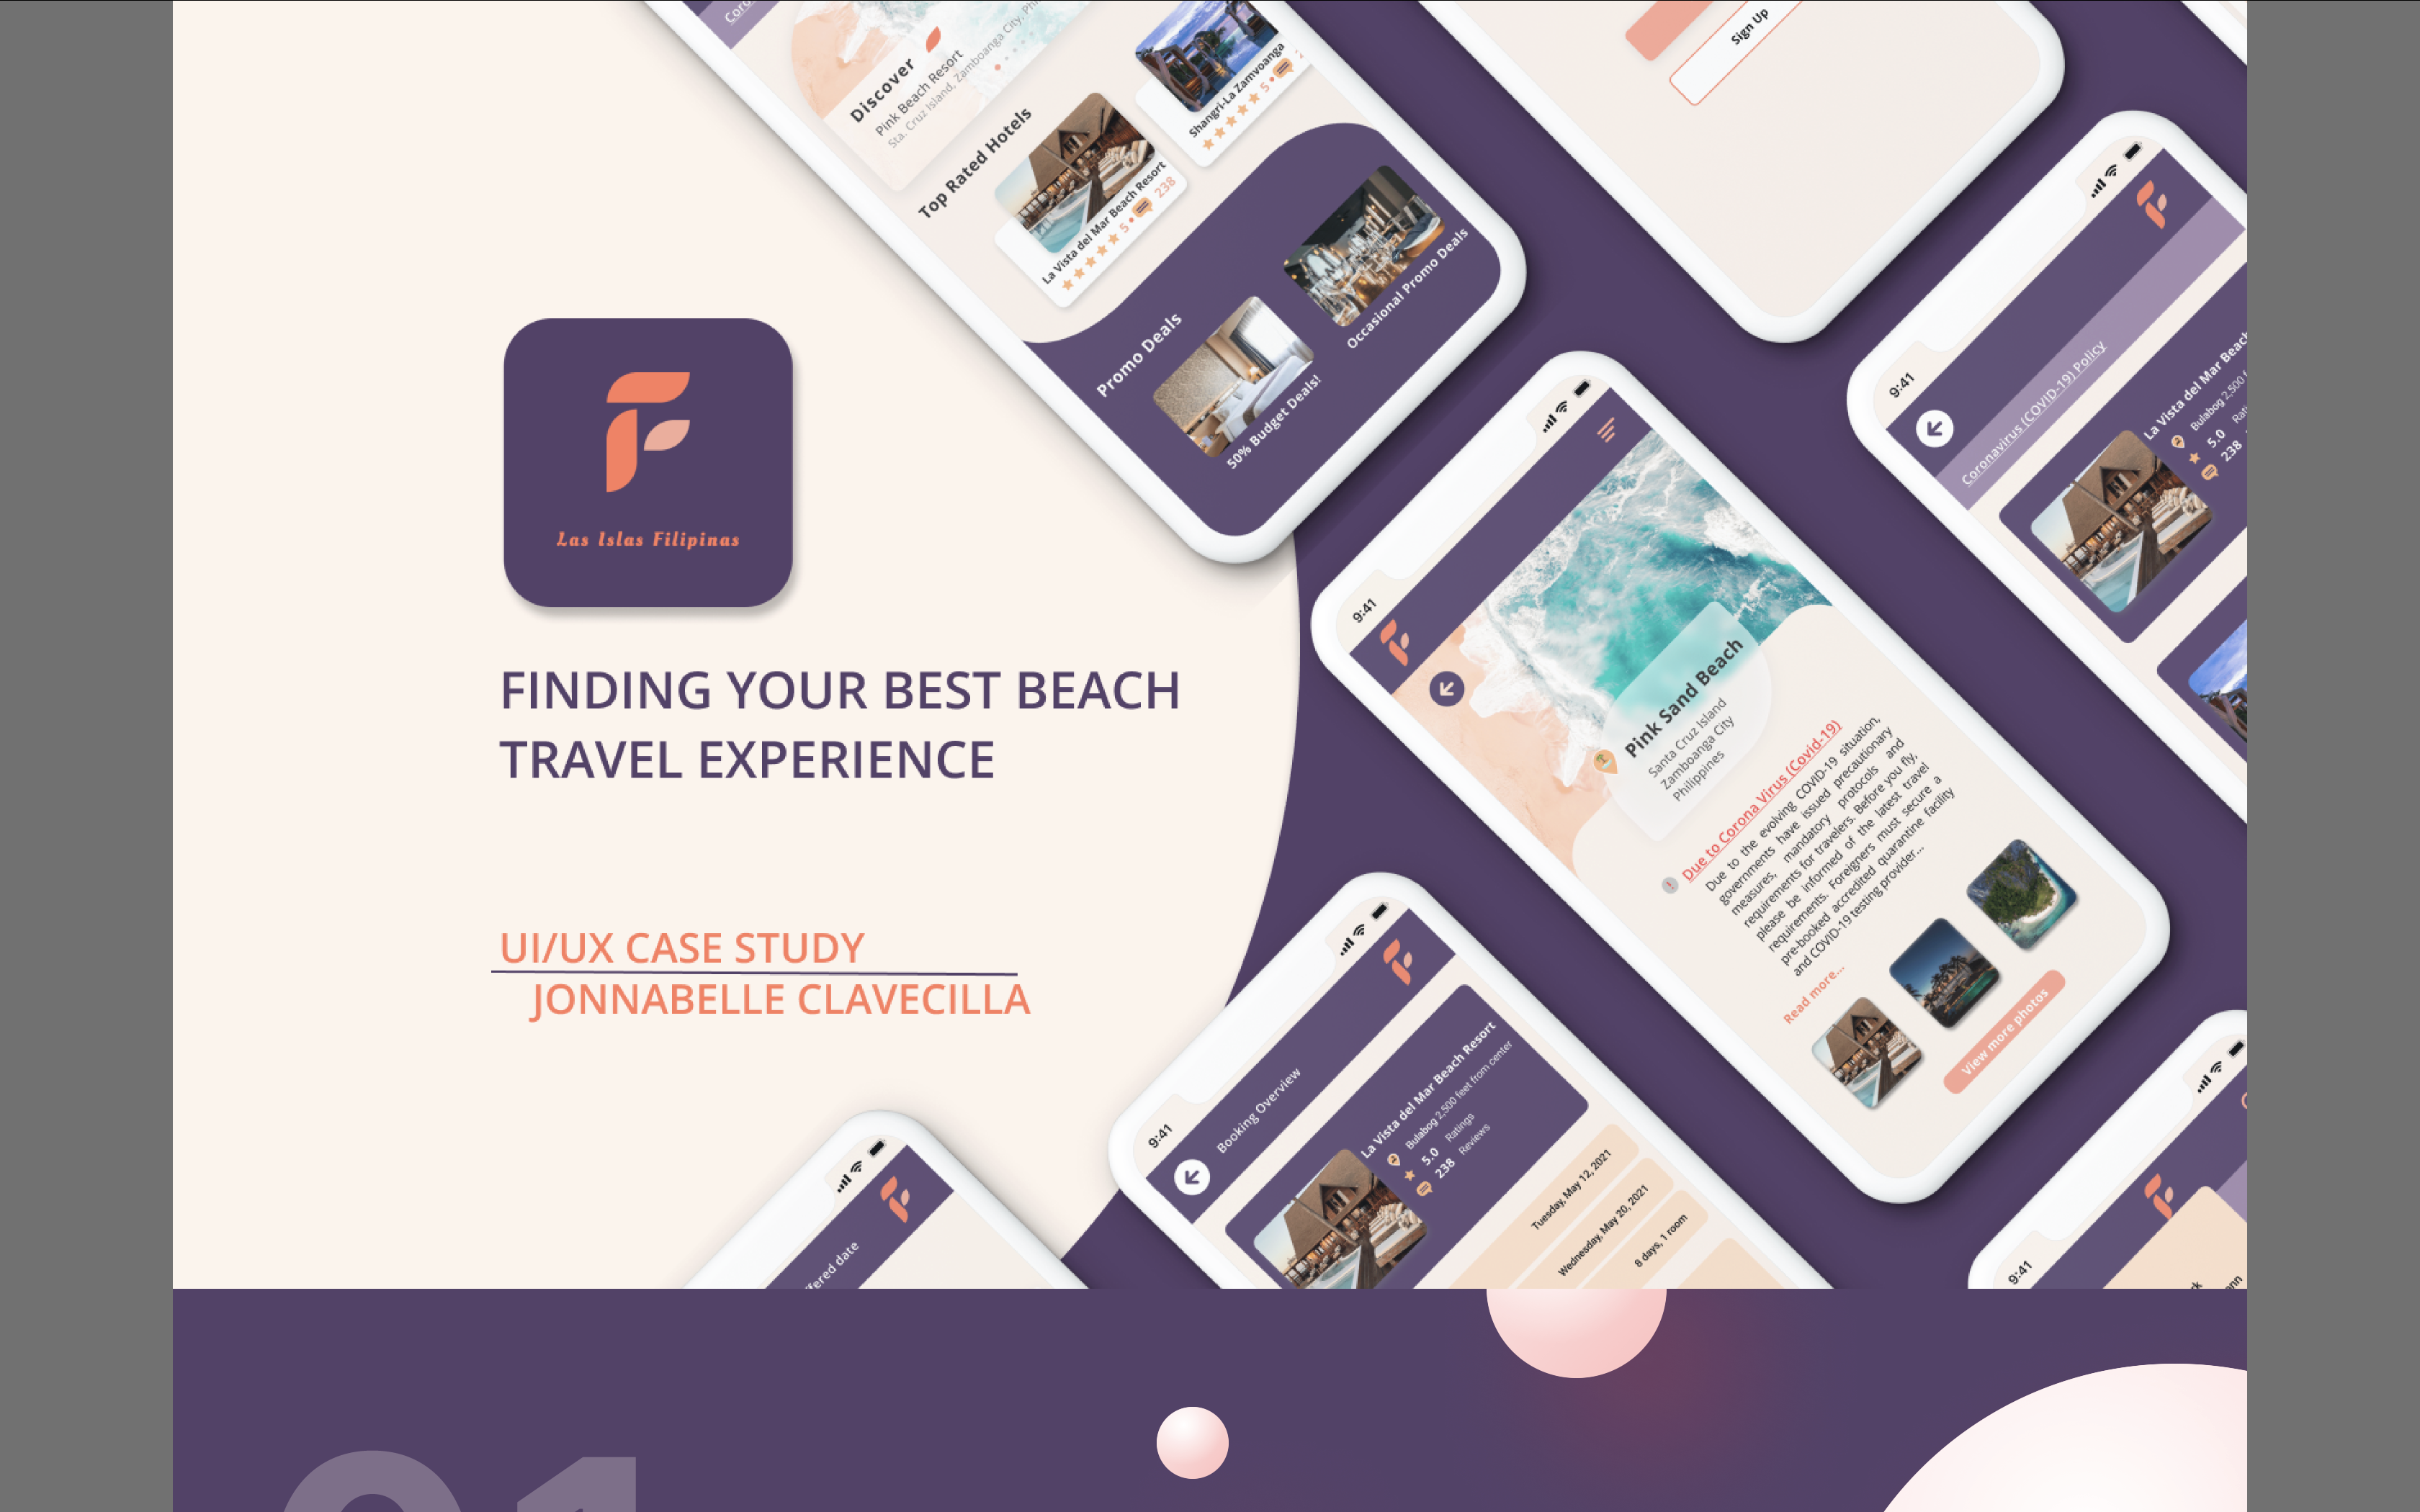 Las Islas Filipinas
FINDING YOUR BEST BEACH
TRAVEL EXPERIENCE
UI/UX CASE STUDY
JONNABELLE CLAVECILLA
Discover
Pink Beach Resort
Sta. Cruz Island, Zamboanga City,
Top Rated Hotels
La Vista del Mar Beach Resort
5 • 238
Shangri-La Zamvoanga
5 •
Promo Deals
50% Budget Deals!
Occasional Promo Deals
Sign Up
9:41
Coronavirus (COVID-19) Policy
La Vista del Mar Beach
Bulabog 2,500
5.0
238
9:41
Pink Sand Beach
Santa Cruz Island
Zamboanga City
Philippines
Due to Corona Virus (Covid-19)
Due to the evolving COVID-19 situation,
governments have issued precautionary
measures, mandatory protocols and
requirements for travelers. Before you fly,
please be informed of the latest travel
requirements. Foreigners must secure a
pre-booked accredited quarantine facility
and COVID-19 testing provider...
Read more...
View more photos
9:41
Booking Overview
La Vista del Mar Beach Resort
Bulabog 2,500 feet from center
5.0 Ratings
238 Reviews
Tuesday, May 12, 2021
Wednesday, May 20, 2021
8 days, 1 room
date
9:41
01